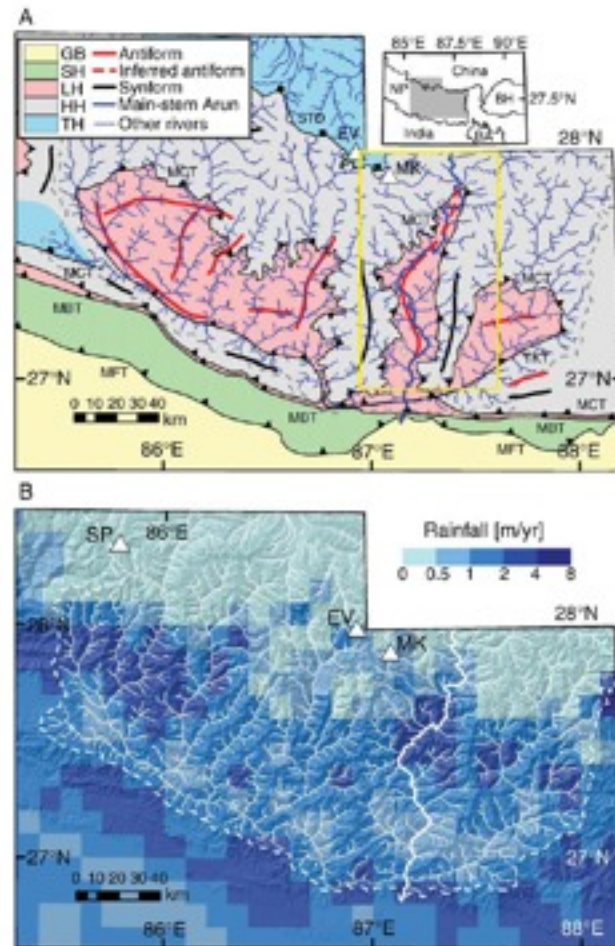 A
GB
SH
LH
HH
TH
Antiform
Inferred antiform
Synform
Main-stem Arun
Other rivers
85°E 87.5°E 90°E
China
NP
BH
27.5°N
India
BA
STD
EV
28°N
MK
MCT
MCT
MCT
MCT
MBT
TKT
27°N
MFT
27°N
0 10 20 30 40
km
MBT
MCT
MBT
MFT
86°E
87°E
88°E
B
SP
86°E
Rainfall [m/yr]
0 0.5 1 2 4 8
28°N
EV
28°N
MK
27°N
27°N
0 10 20 30 40
km
86°E
87°E
88°E